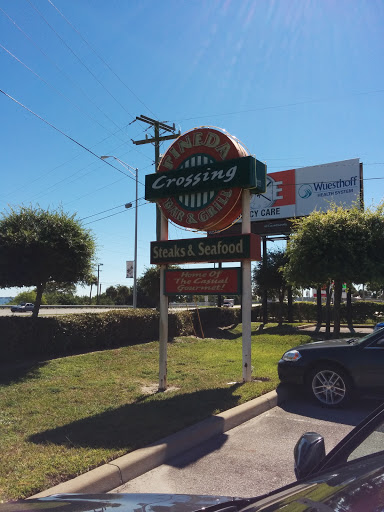 PINEDA
Crossing
BAR & GRILL
Steaks & Seafood
Home of
The Casual
Gourmet!
Wuesthoff
HEALTH SYSTEM
CY CARE